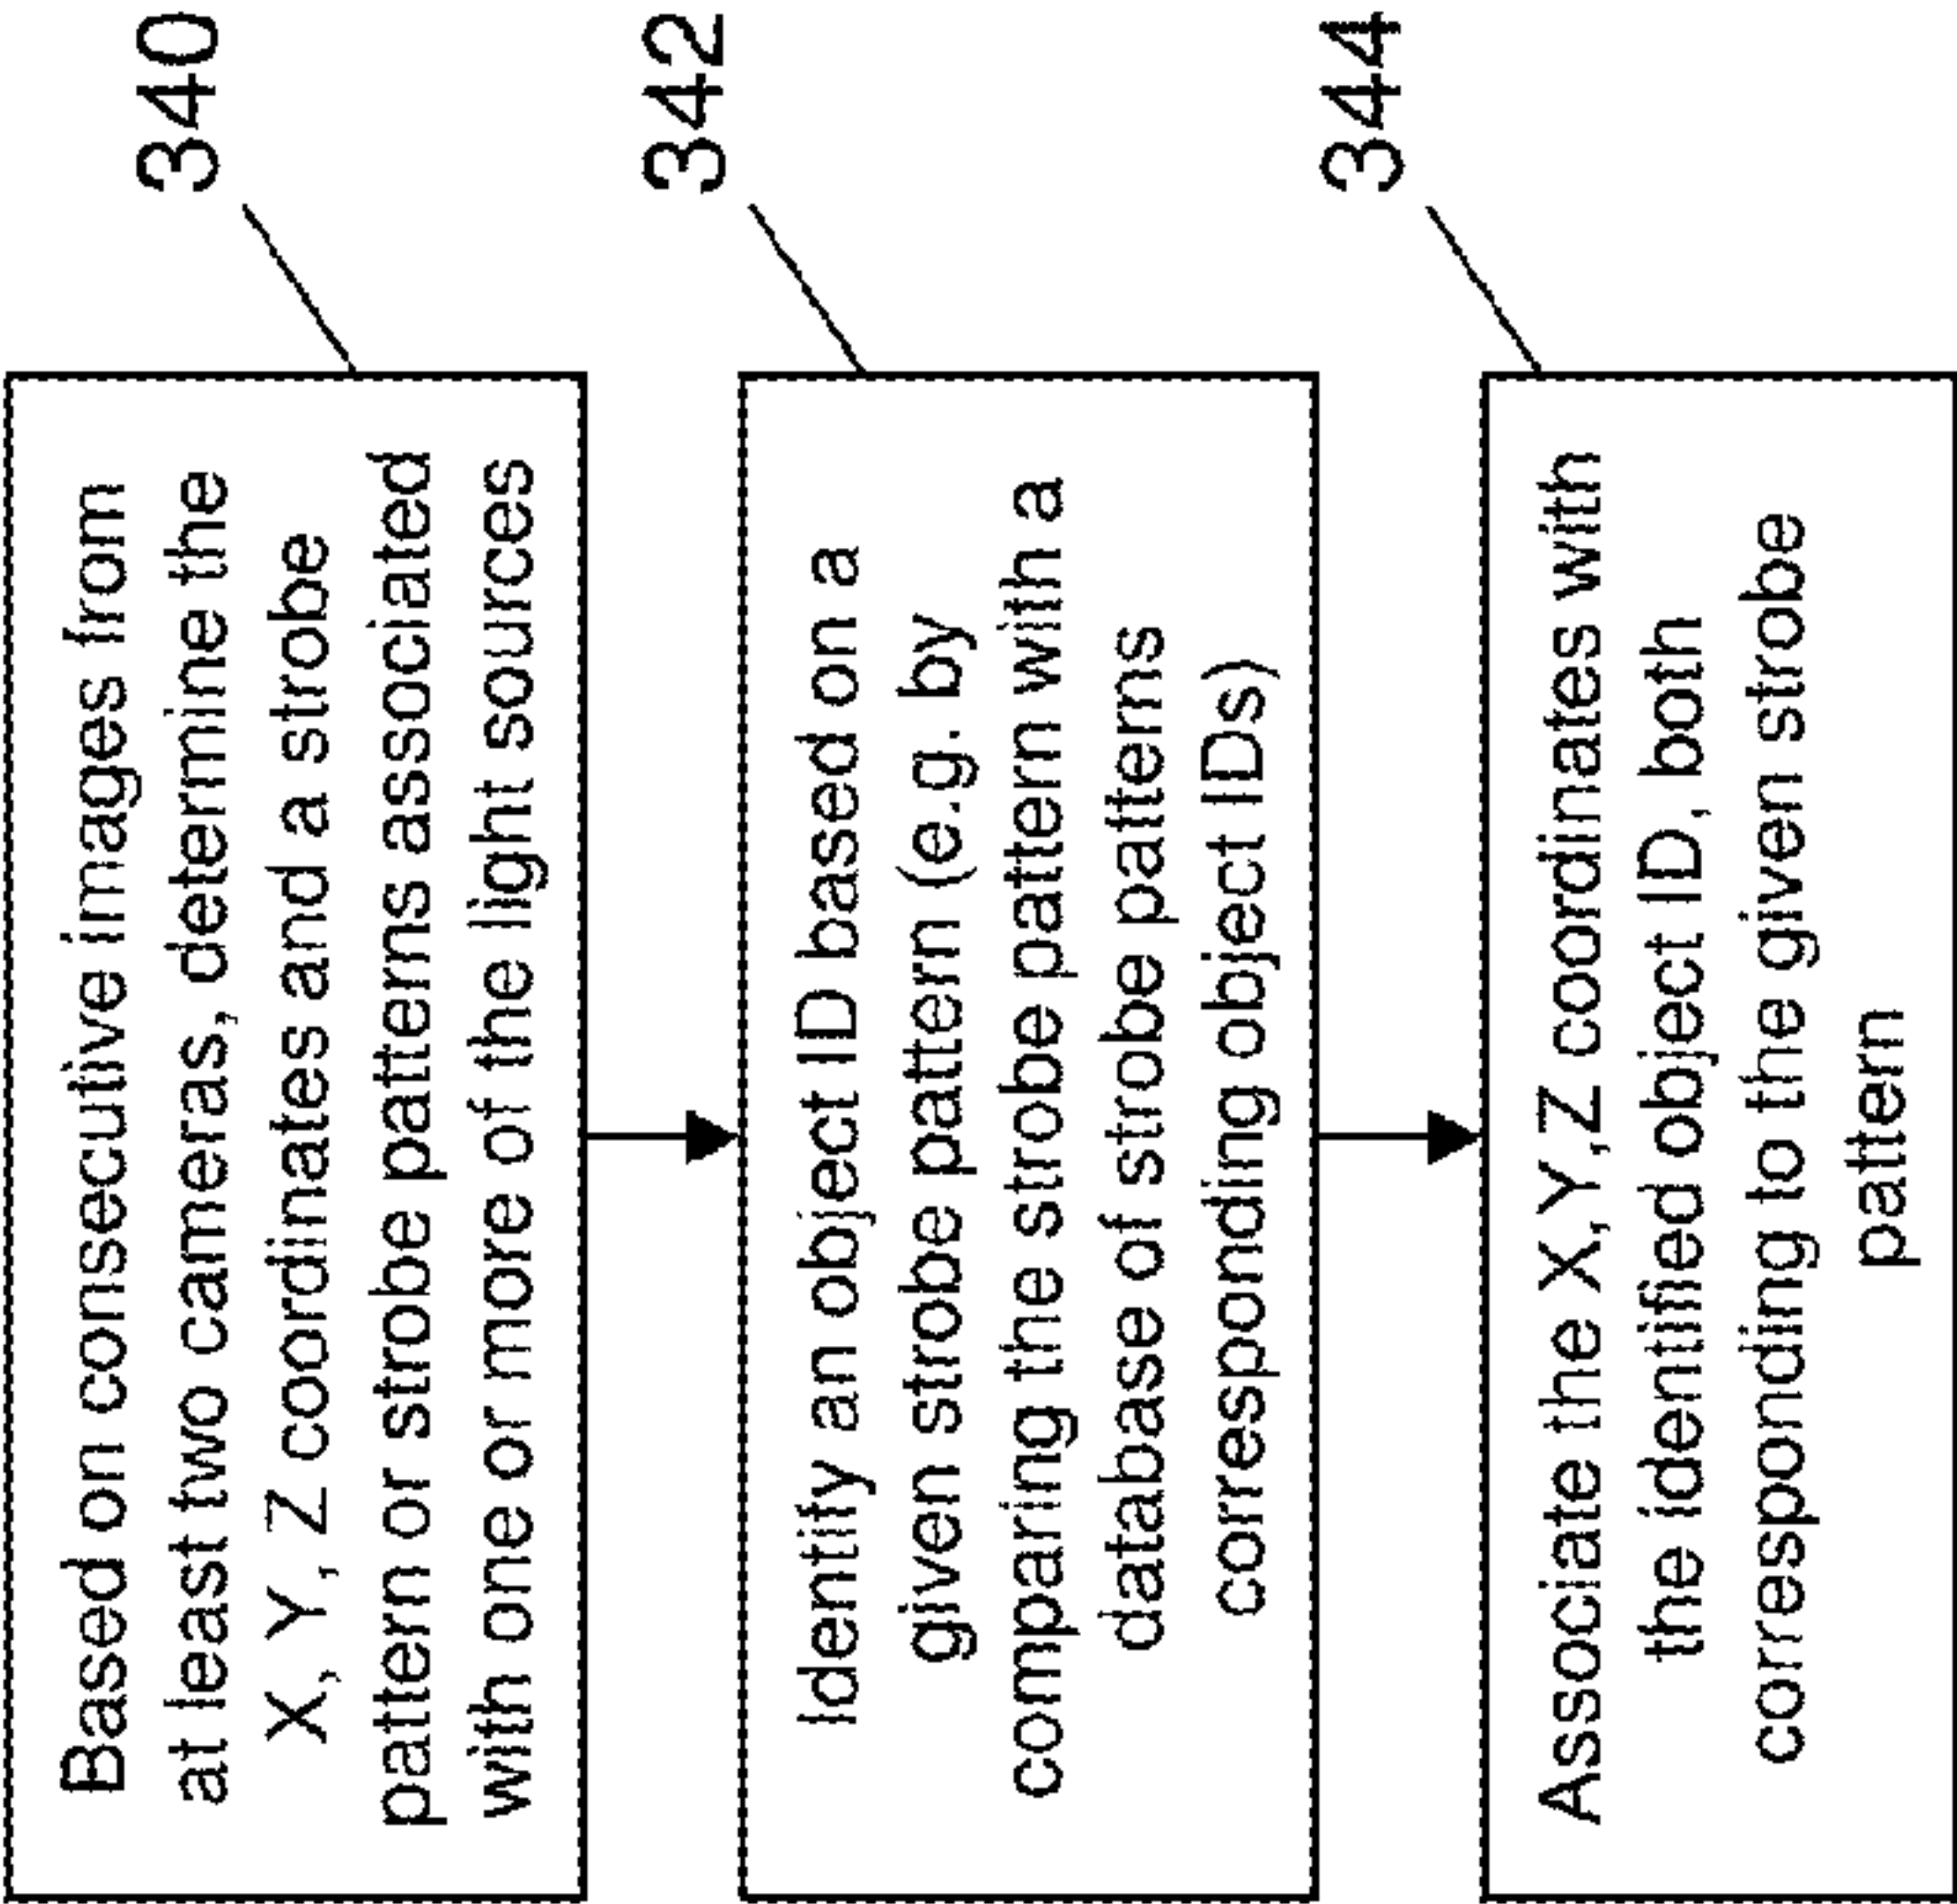 Based on consecutive images from
at least two cameras, determine the
X, Y, Z coordinates and a strobe
pattern or strobe patterns associated
with one or more of the light sources
340
Identify an object ID based on a
given strobe pattern (e.g. by
comparing the strobe pattern with a
database of strobe patterns
corresponding object IDs)
342
Associate the X,Y,Z coordinates with
the identified object ID, both
corresponding to the given strobe
pattern
344